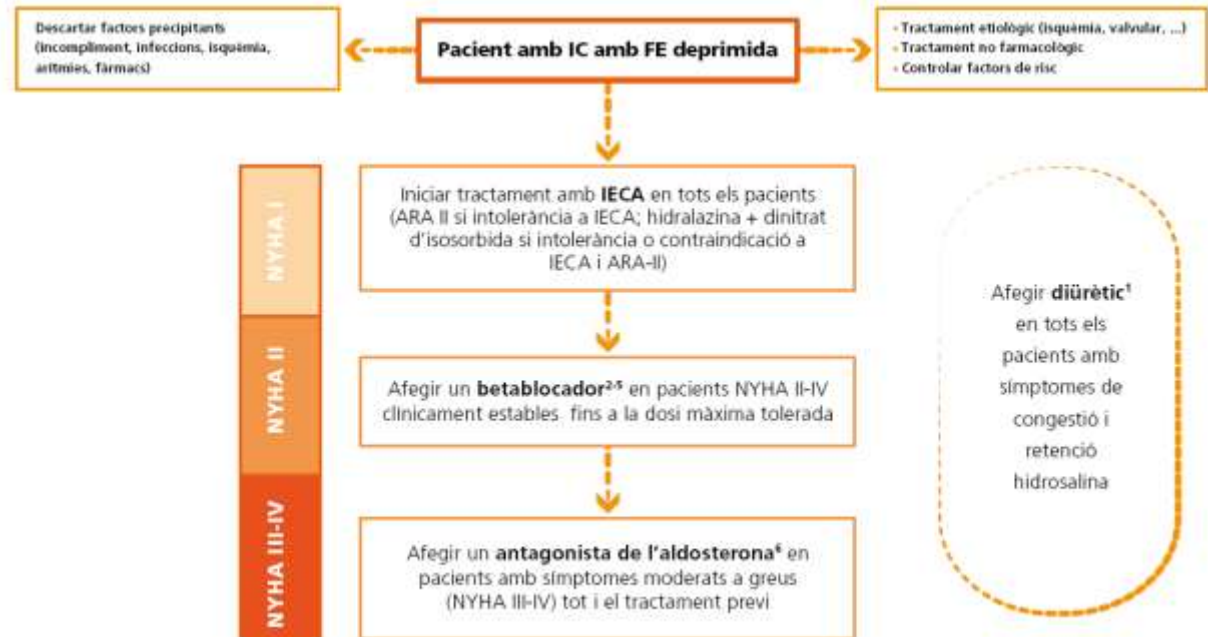 Descartar factors precipitants
(incompliment, infeccions, isquèmia,
arítmies, fàrmacs)
Pacient amb IC amb FE deprimida
• Tractament etiològic (isquèmia, valvular, ...)
• Tractament no farmacològic
• Controlar factors de risc
NYHA I
Iniciar tractament amb IECA en tots els pacients
(ARA II si intolerància a IECA; hidralazina + dinitrat
d'isosorbida si intolerància o contraindicació a
IECA i ARA-II)
NYHA II
Afegir un betablocador²⁻⁵ en pacients NYHA II-IV
clínicament estables fins a la dosi màxima tolerada
NYHA III-IV
Afegir un antagonista de l'aldosterona⁶ en
pacients amb símptomes moderats a greus
(NYHA III-IV) tot i el tractament previ
Afegir diürètic¹
en tots els
pacients amb
símptomes de
congestió i
retenció
hidrosalina